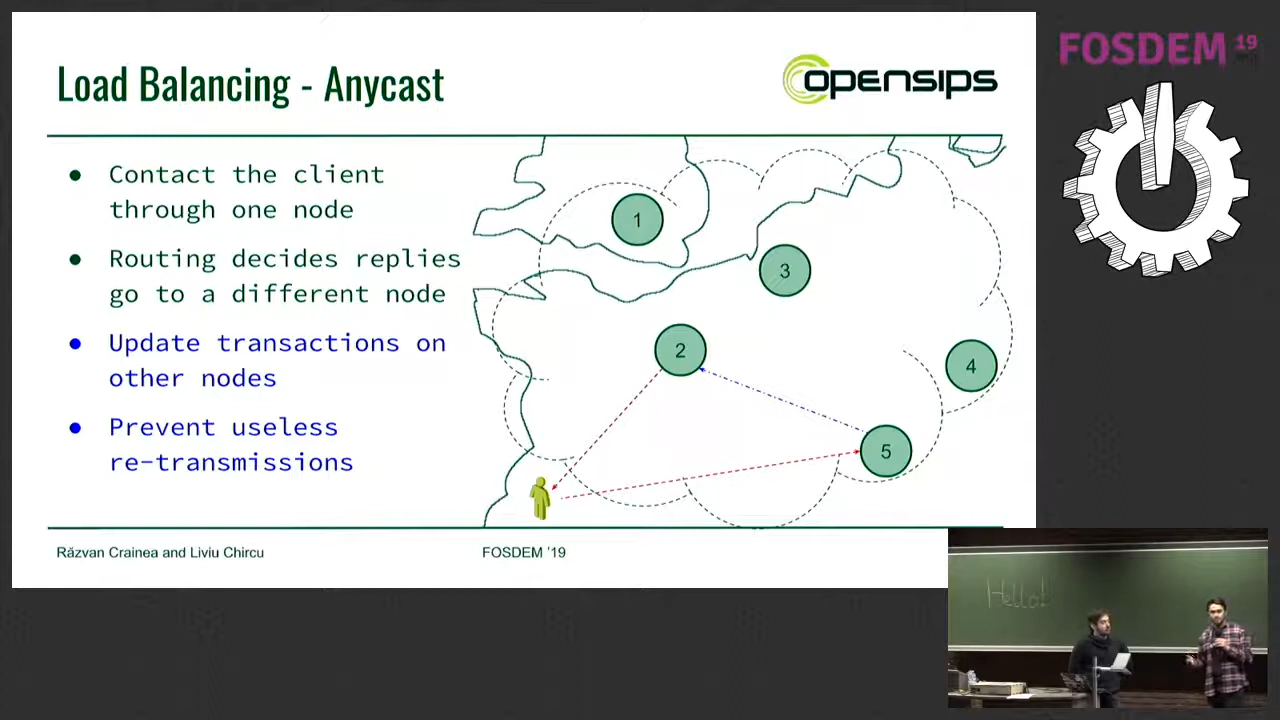 FOSDEM 19
Load Balancing - Anycast
opensips
● Contact the client
through one node
● Routing decides replies
go to a different node
● Update transactions on
other nodes
● Prevent useless
re-transmissions
1
3
2
4
5
Răzvan Crainea and Liviu Chircu
FOSDEM '19
Hello!